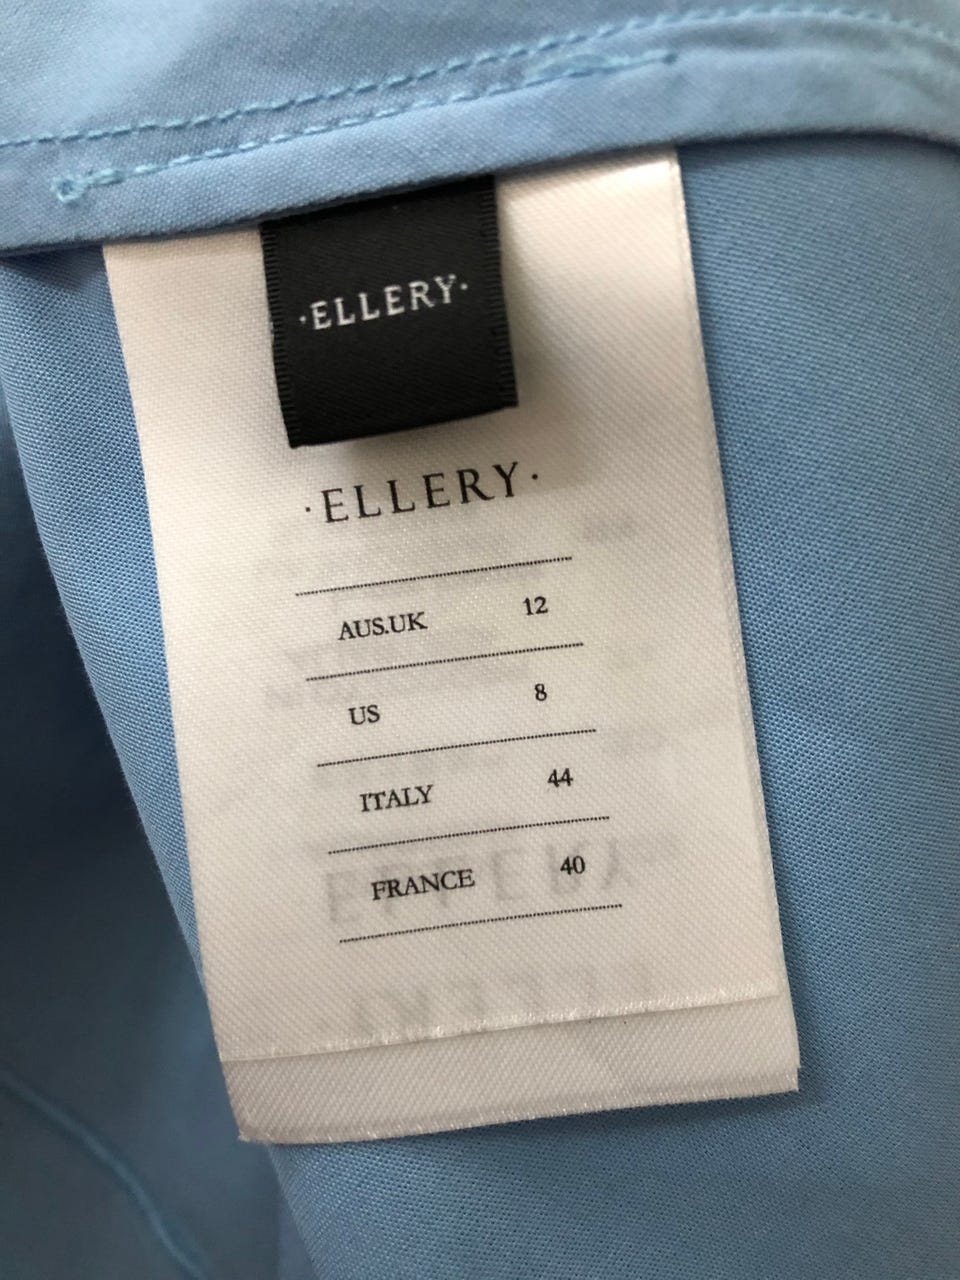 ·ELLERY·
·ELLERY·
AUS.UK 12
US 8
ITALY 44
FRANCE 40